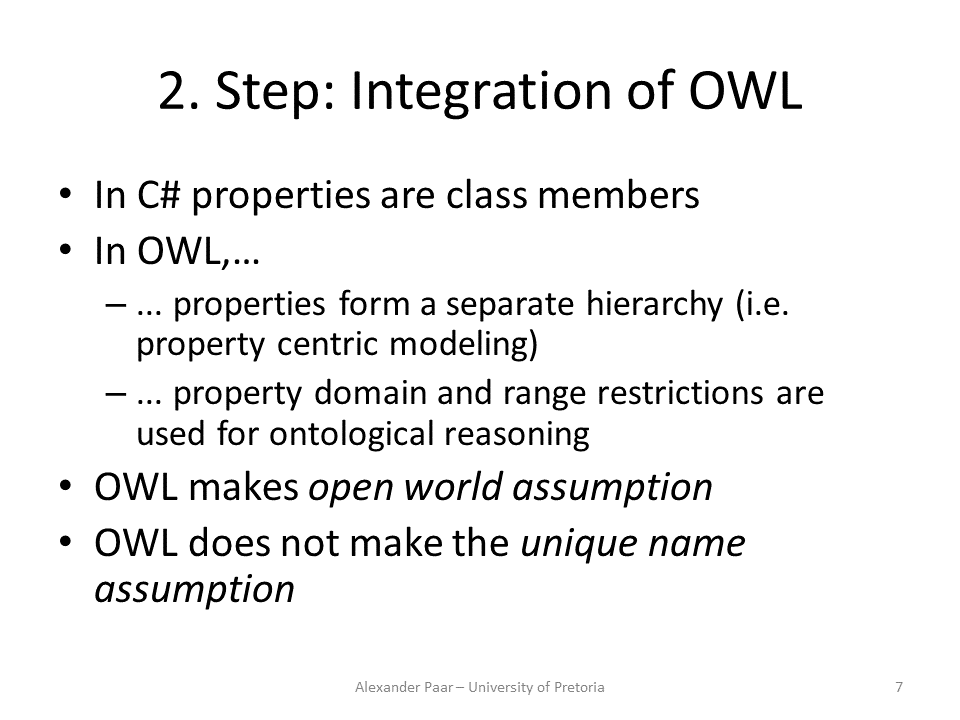 2. Step: Integration of OWL
• In C# properties are class members
• In OWL,…
– ... properties form a separate hierarchy (i.e.
property centric modeling)
– ... property domain and range restrictions are
used for ontological reasoning
• OWL makes open world assumption
• OWL does not make the unique name
assumption
Alexander Paar – University of Pretoria
7